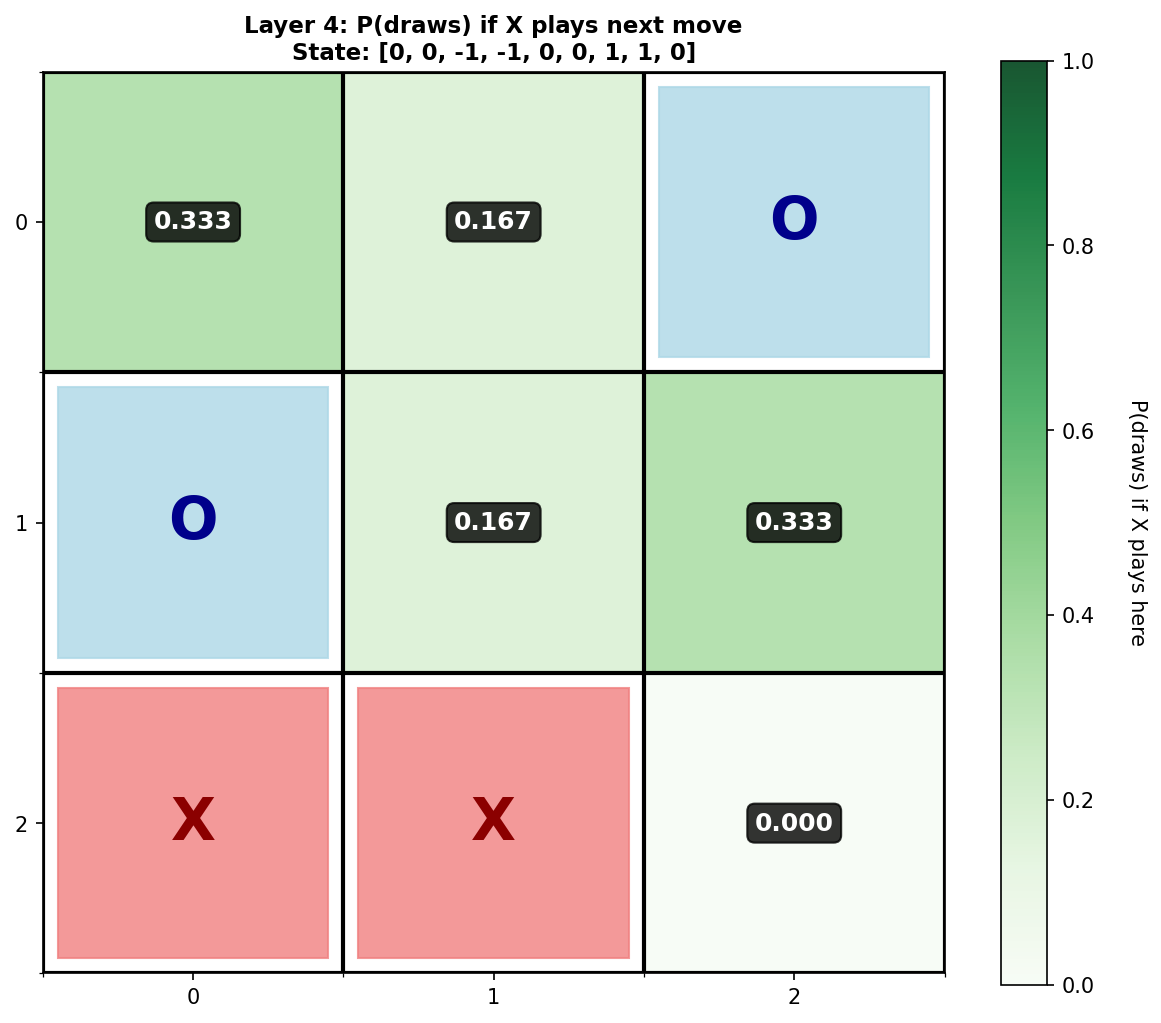 Layer 4: P(draws) if X plays next move
State: [0, 0, -1, -1, 0, 0, 1, 1, 0]
0
0.333
0.167
O
1
O
0.167
0.333
2
X
X
0.000
0
1
2
1.0
0.8
0.6
0.4
0.2
0.0
P(draws) if X plays here